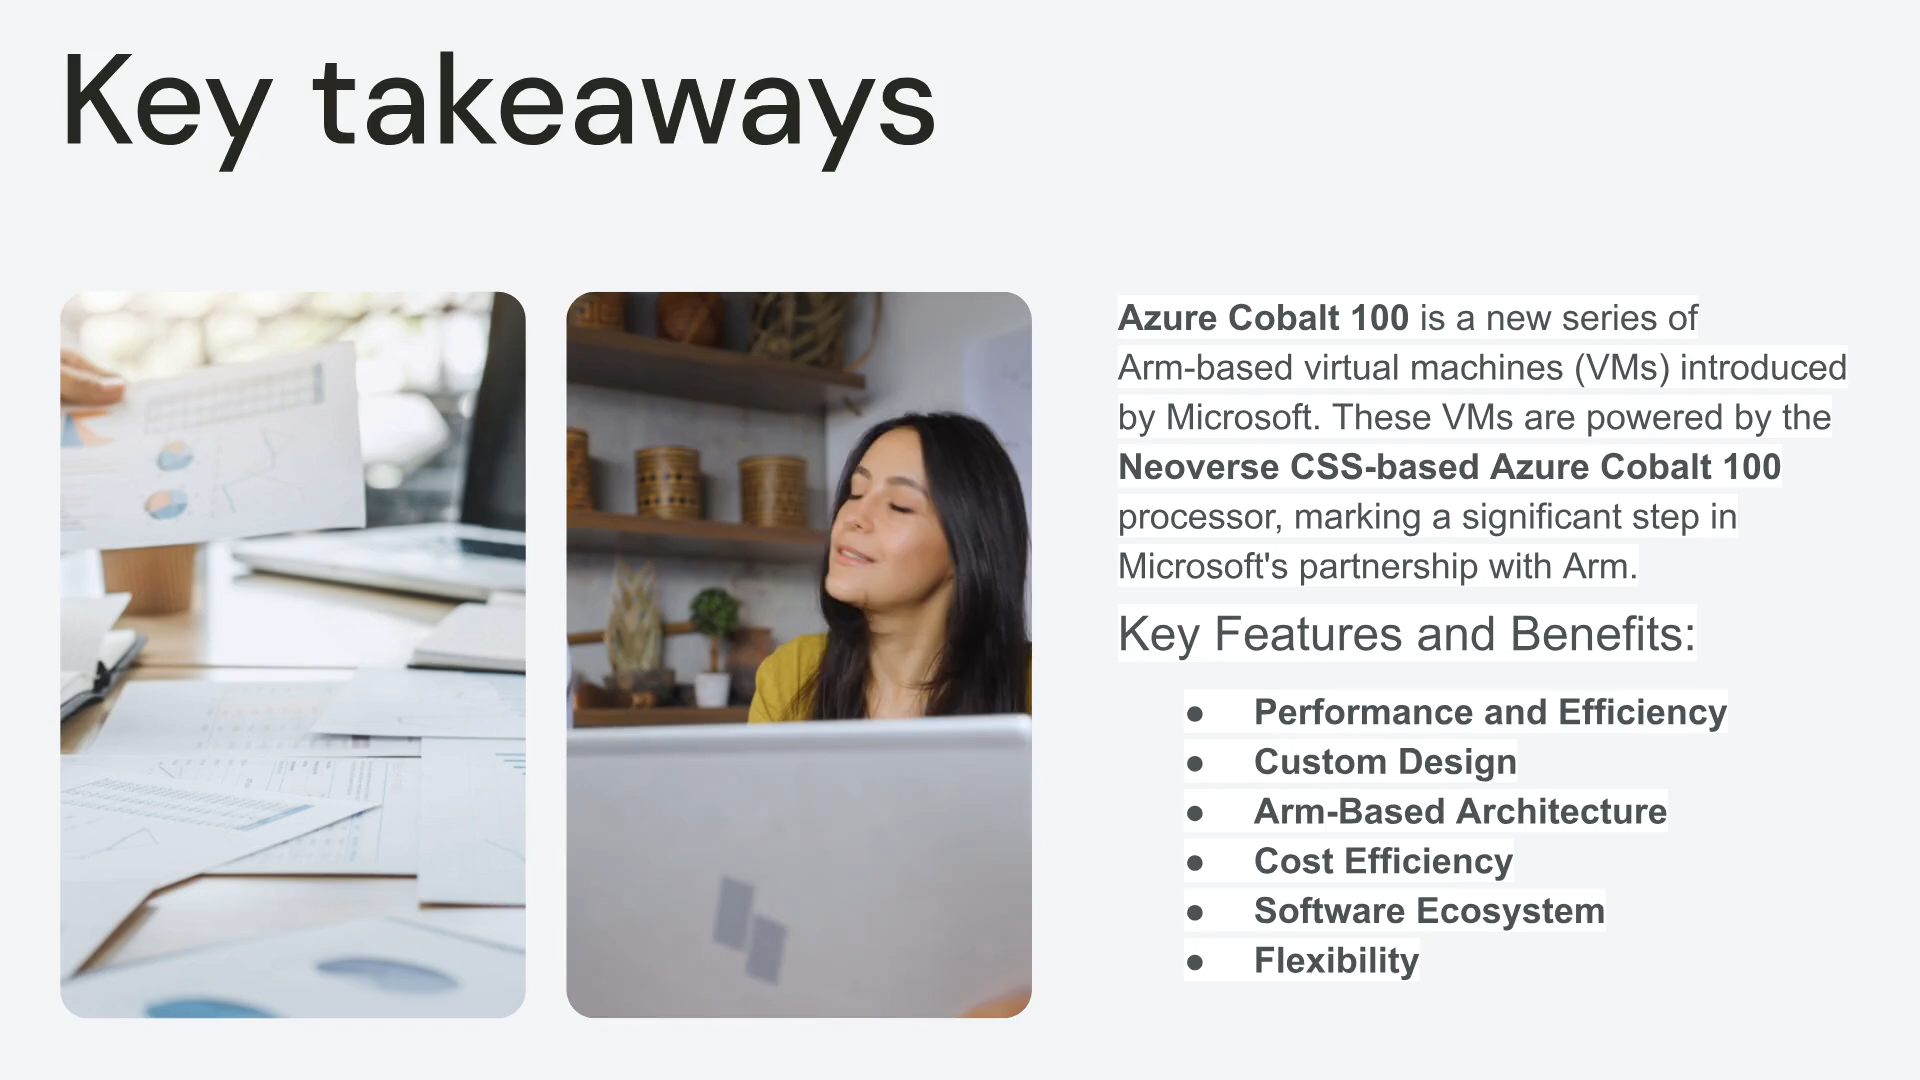 Key takeaways
Azure Cobalt 100 is a new series of
Arm-based virtual machines (VMs) introduced
by Microsoft. These VMs are powered by the
Neoverse CSS-based Azure Cobalt 100
processor, marking a significant step in
Microsoft's partnership with Arm.
Key Features and Benefits:
● Performance and Efficiency
● Custom Design
● Arm-Based Architecture
● Cost Efficiency
● Software Ecosystem
● Flexibility